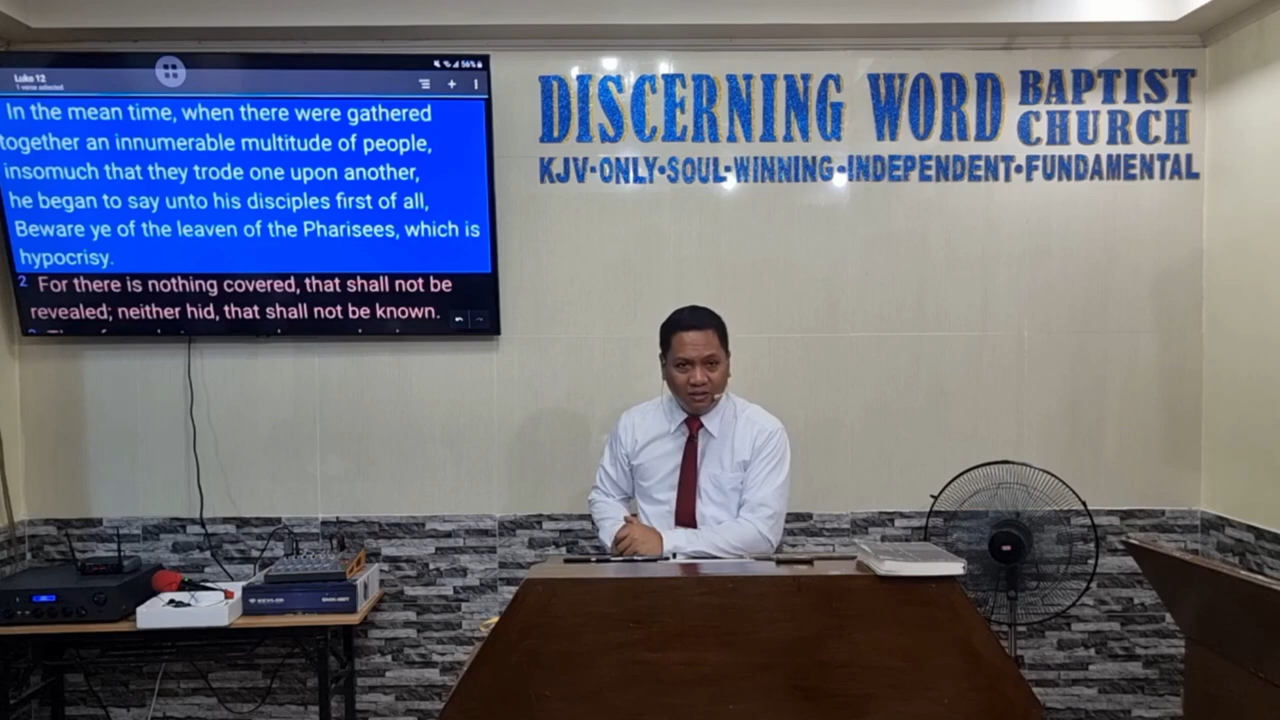 Luke 12
1 verse selected
56%
In the mean time, when there were gathered
together an innumerable multitude of people,
insomuch that they trode one upon another,
he began to say unto his disciples first of all,
Beware ye of the leaven of the Pharisees, which is
hypocrisy.
2 For there is nothing covered, that shall not be
revealed; neither hid, that shall not be known.
DISCERNING WORD BAPTIST CHURCH
KJV-ONLY•SOUL-WINNING•INDEPENDENT•FUNDAMENTAL